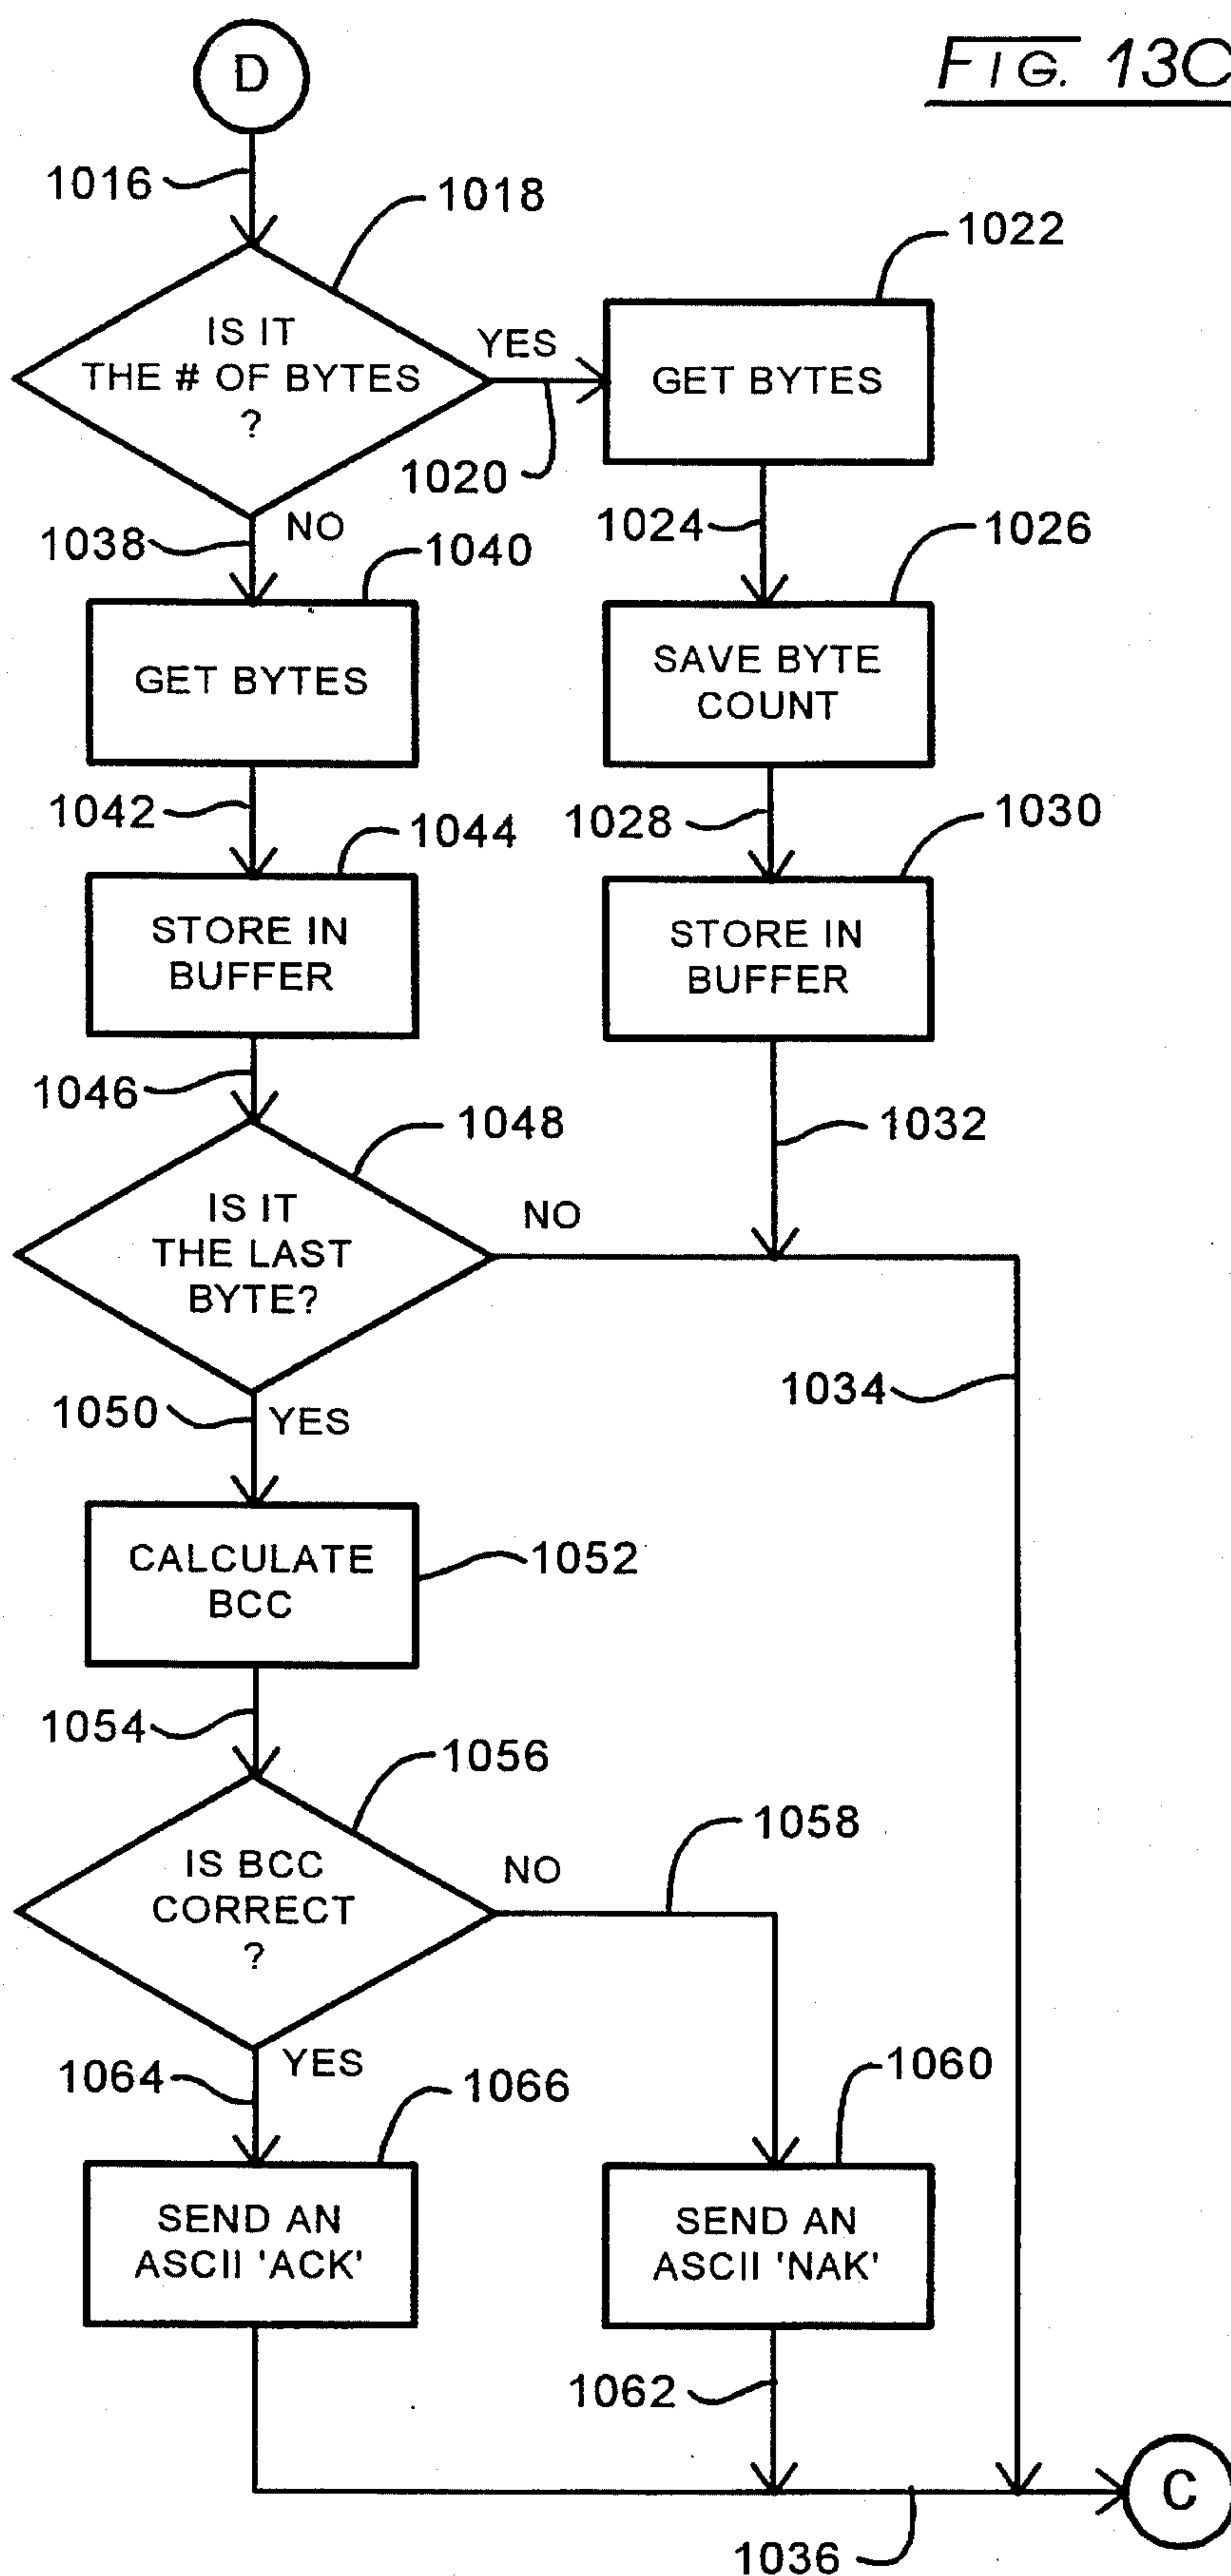 D
FIG. 13C
1016
1018
1022
IS IT
THE # OF BYTES
?
YES
GET BYTES
1020
NO
1038
1024
1026
1040
GET BYTES
SAVE BYTE
COUNT
1042
1044
1028
1030
STORE IN
BUFFER
STORE IN
BUFFER
1046
1048
1032
IS IT
THE LAST
BYTE?
NO
1034
1050
YES
CALCULATE
BCC
1052
1054
1056
1058
IS BCC
CORRECT
?
NO
YES
1064
1066
1060
SEND AN
ASCII 'ACK'
SEND AN
ASCII 'NAK'
1062
C
1036